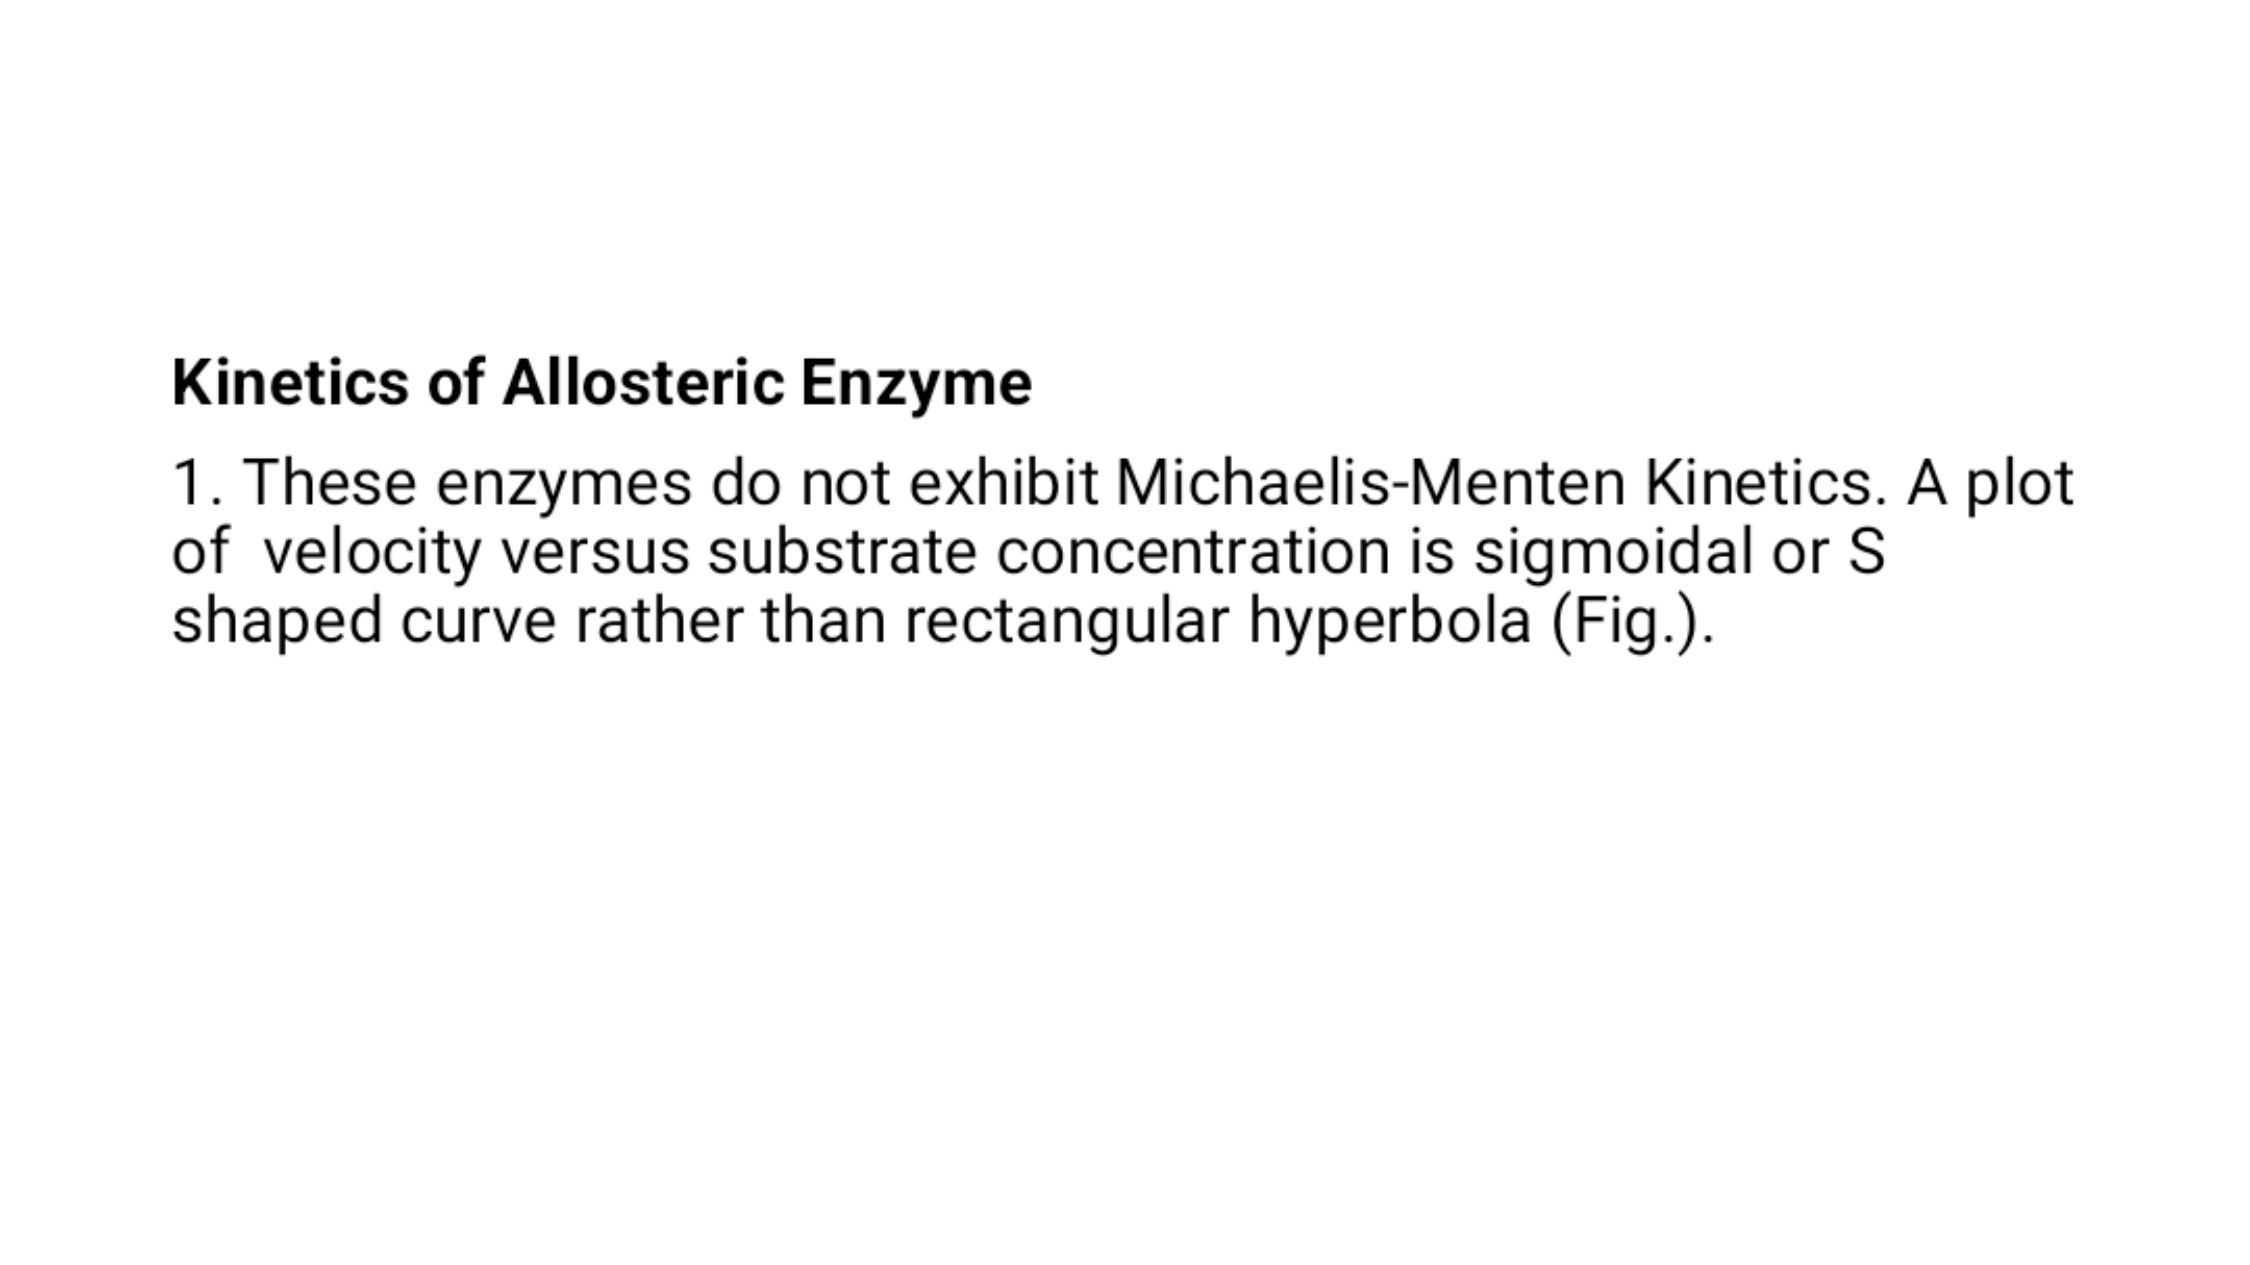 Kinetics of Allosteric Enzyme
1. These enzymes do not exhibit Michaelis-Menten Kinetics. A plot
of  velocity versus substrate concentration is sigmoidal or S
shaped curve rather than rectangular hyperbola (Fig.).